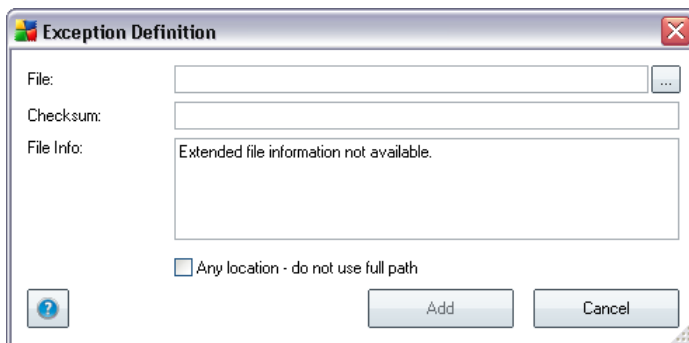 Exception Definition
File:
...
Checksum:
File Info:
Extended file information not available.
Any location - do not use full path
?
Add
Cancel